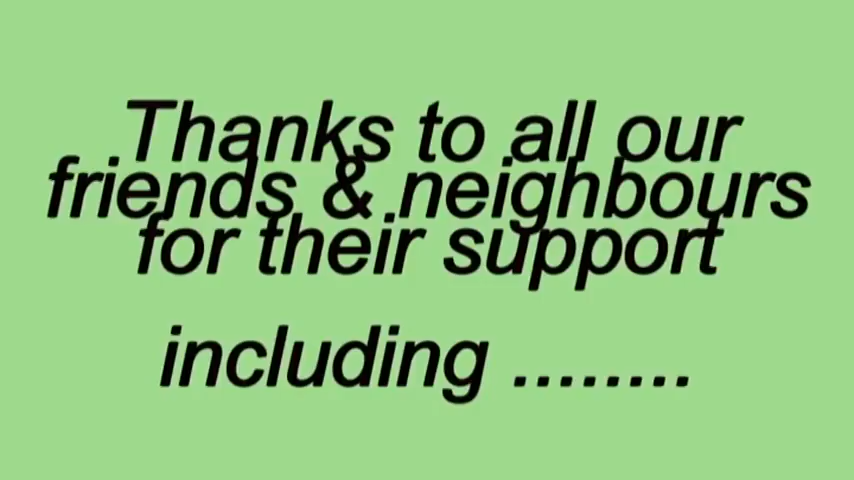 Thanks to all our
friends & neighbours
for their support
including ........